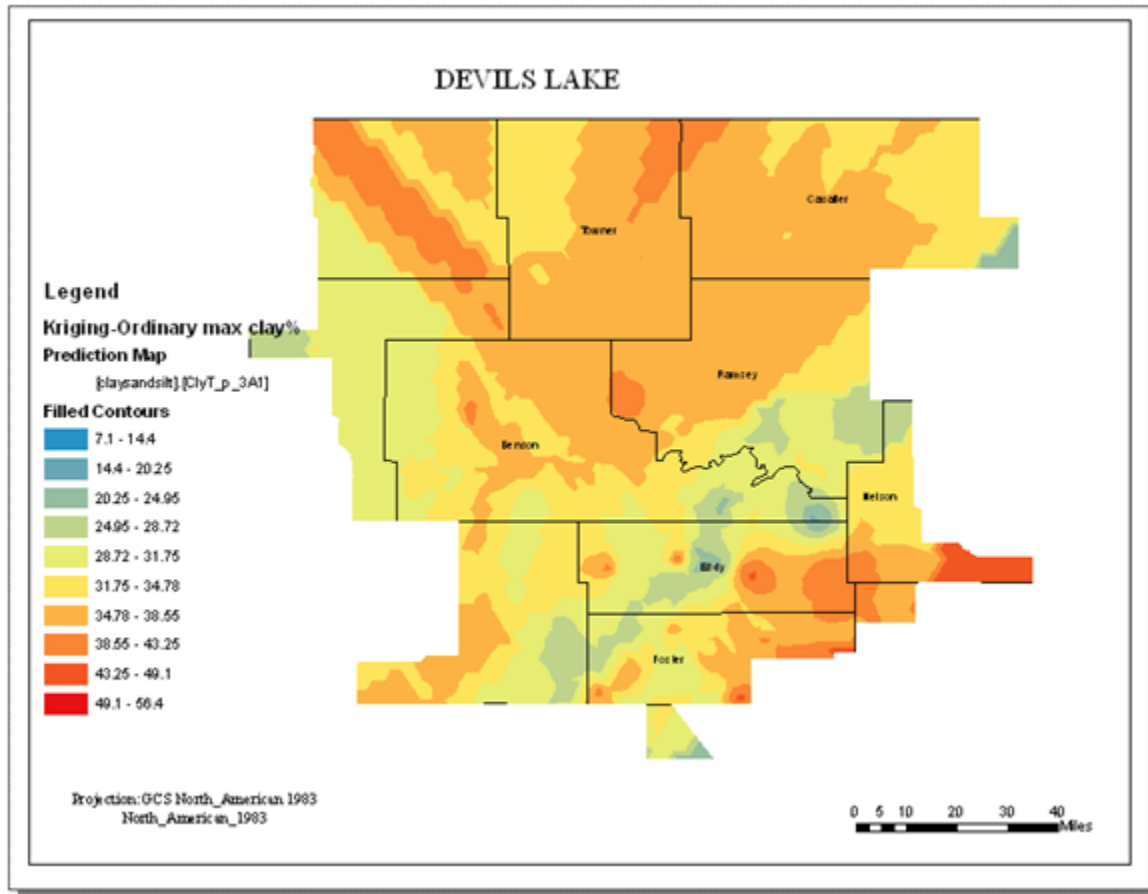 DEVILS LAKE
Cavalier
Towner
Ramsey
Benson
Nelson
Eddy
Foster
Legend
Kriging-Ordinary max clay%
Prediction Map
[claysandsilt].[ClyT_p_3A1]
Filled Contours
7.1 - 14.4
14.4 - 20.25
20.25 - 24.95
24.95 - 28.72
28.72 - 31.75
31.75 - 34.78
34.78 - 38.55
38.55 - 43.25
43.25 - 49.1
49.1 - 56.4
Projection:GCS North_American 1983
North_American_1983
0 5 10 20 30 40
Miles